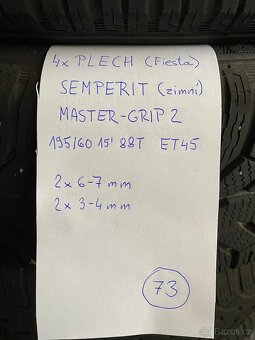 4x PLECH (Fiesta)
SEMPERIT (zimní)
MASTER-GRIP 2
195/60 15' 88T ET45
2x 6-7 mm
2x 3-4 mm
73
Bazos.cz